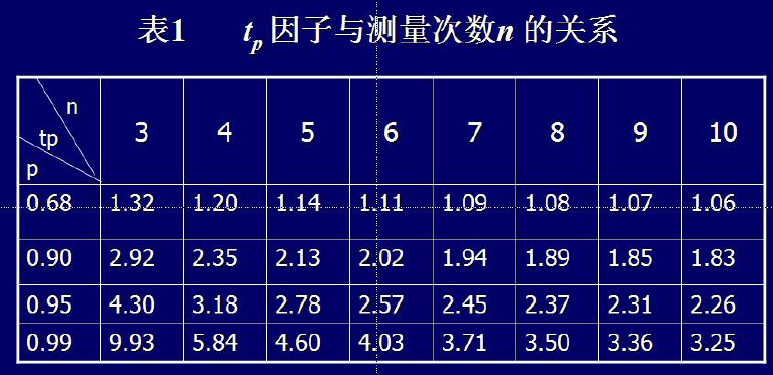 表1 tp 因子与测量次数n 的关系
n
tp
p
3 4 5 6 7 8 9 10
0.68 1.32 1.20 1.14 1.11 1.09 1.08 1.07 1.06
0.90 2.92 2.35 2.13 2.02 1.94 1.89 1.85 1.83
0.95 4.30 3.18 2.78 2.57 2.45 2.37 2.31 2.26
0.99 9.93 5.84 4.60 4.03 3.71 3.50 3.36 3.25